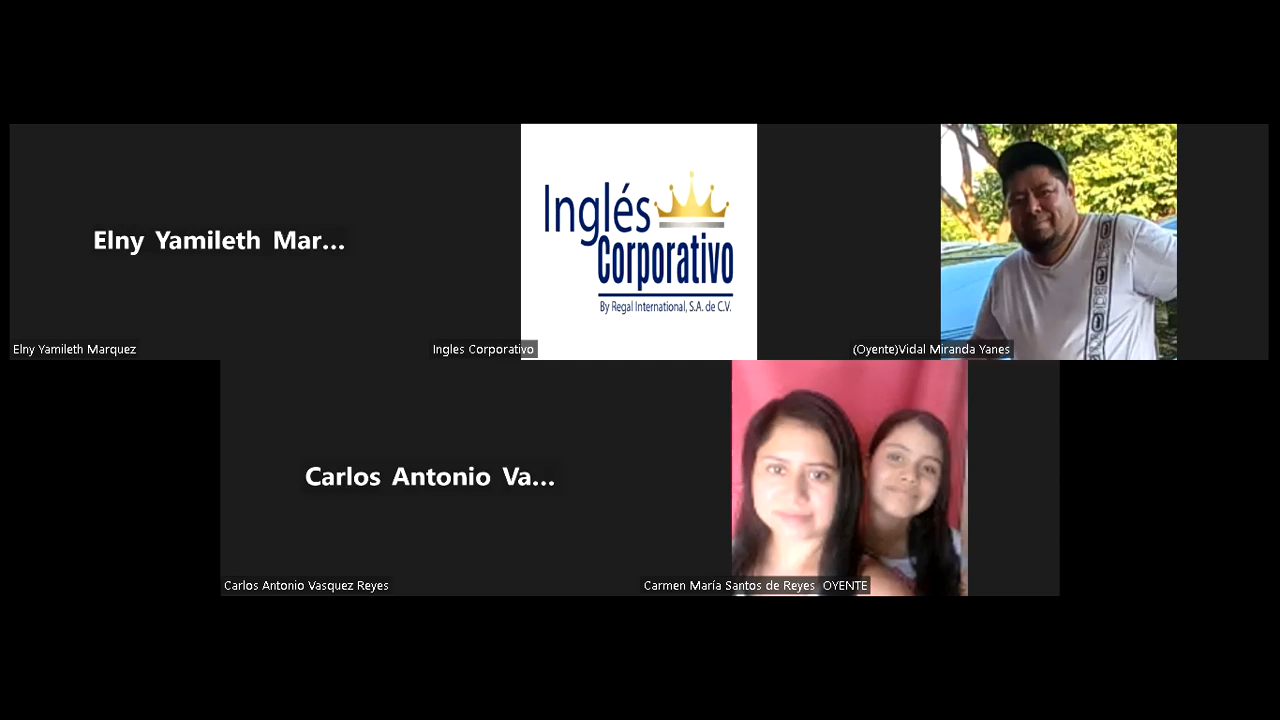 Elny Yamileth Mar...
Elny Yamileth Marquez
Inglés
Corporativo
By Regal International, S.A. de C.V.
Ingles Corporativo
(Oyente)Vidal Miranda Yanes
Carlos Antonio Va...
Carlos Antonio Vasquez Reyes
Carmen María Santos de Reyes OYENTE